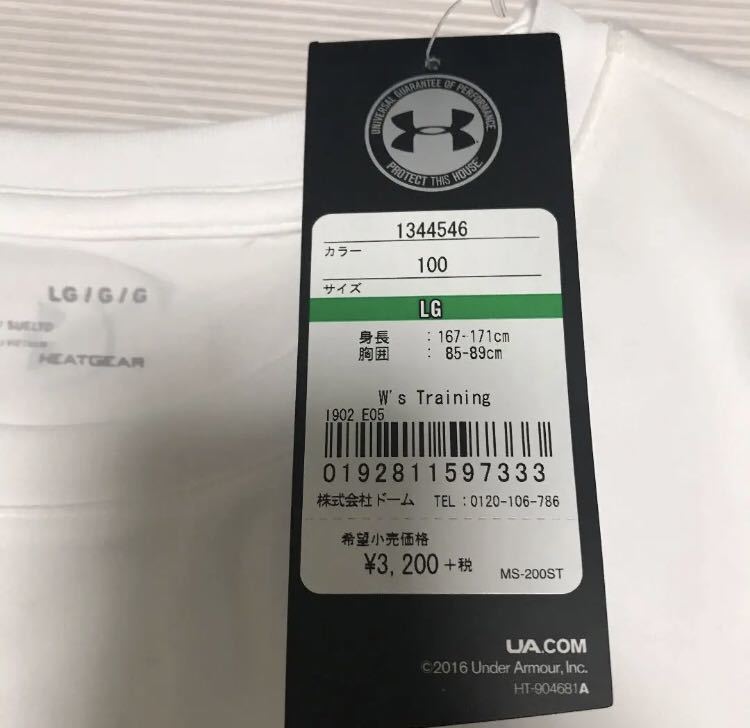 UNIVERSAL GUARANTEE OF PERFORMANCE
PROTECT THIS HOUSE
1344546
カラー
100
サイズ
LG
身長 : 167-171cm
胸囲 : 85-89cm
W's Training
1902 E05
0192811597333
株式会社ドーム TEL:0120-106-786
希望小売価格
¥3,200+税
MS-200ST
UA.COM
©2016 Under Armour, Inc.
HT-904681A
LG/G/G
SUELTO
HEATGEAR